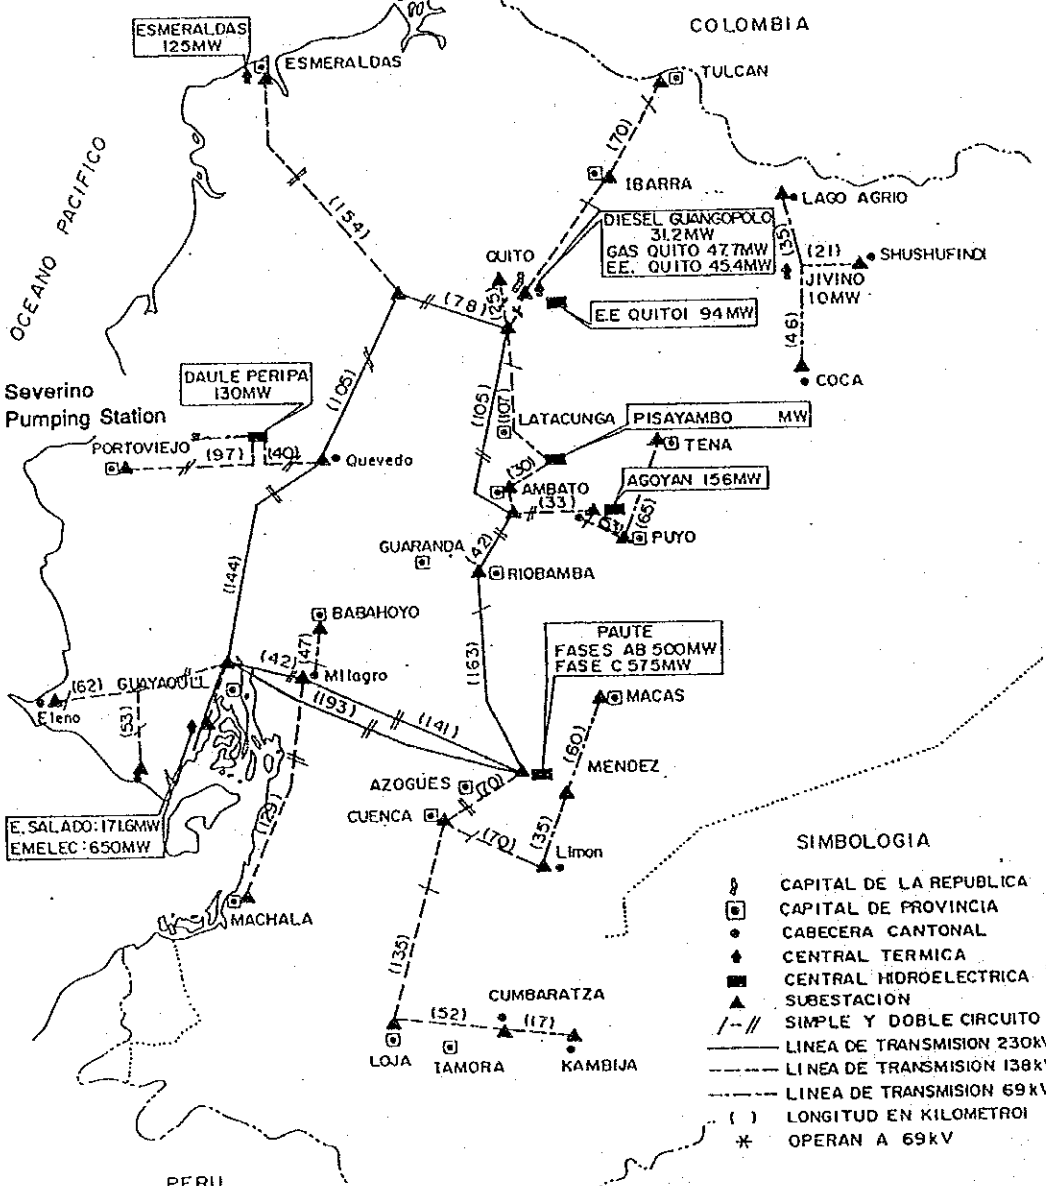 COLOMBIA
ESMERALDAS
125MW
ESMERALDAS
TULCAN
(70)
OCEANO PACIFICO
IBARRA
LAGO AGRIO
(154)
DIESEL GUANGOPOLO
31.2MW
GAS QUITO 47.7MW
EE. QUITO 45.4MW
QUITO
(35)
(21)
SHUSHUFINDI
JIVINO
10MW
(25)
(78)
E.E QUITOI 94MW
(46)
COCA
Severino
Pumping Station
DAULE PERIPA
130MW
(105)
(105)
(107)
LATACUNGA
PISAYAMBO MW
TENA
PORTOVIEJO
(97)
(40)
Quevedo
(30)
AMBATO
AGOYAN 156MW
(33)
(65)
PUYO
GUARANDA
(42)
RIOBAMBA
(144)
BABAHOYO
(47)
(163)
PAUTE
FASES AB 500MW
FASE C 575MW
(42)
Milagro
(62)
GUAYAQUIL
(193)
(141)
MACAS
Eleno
(53)
(60)
MENDEZ
AZOGUES
(70)
CUENCA
(129)
(70)
(35)
Limon
E. SALADO: 171.6MW
EMELEC: 650MW
MACHALA
(135)
CUMBARATZA
(52)
(17)
LOJA
IAMORA
KAMBIJA
SIMBOLOGIA
CAPITAL DE LA REPUBLICA
CAPITAL DE PROVINCIA
CABECERA CANTONAL
CENTRAL TERMICA
CENTRAL HIDROELECTRICA
SUBESTACION
SIMPLE Y DOBLE CIRCUITO
LINEA DE TRANSMISION 230kV
LINEA DE TRANSMISION 138kV
LINEA DE TRANSMISION 69kV
( ) LONGITUD EN KILOMETROI
* OPERAN A 69kV
PERU